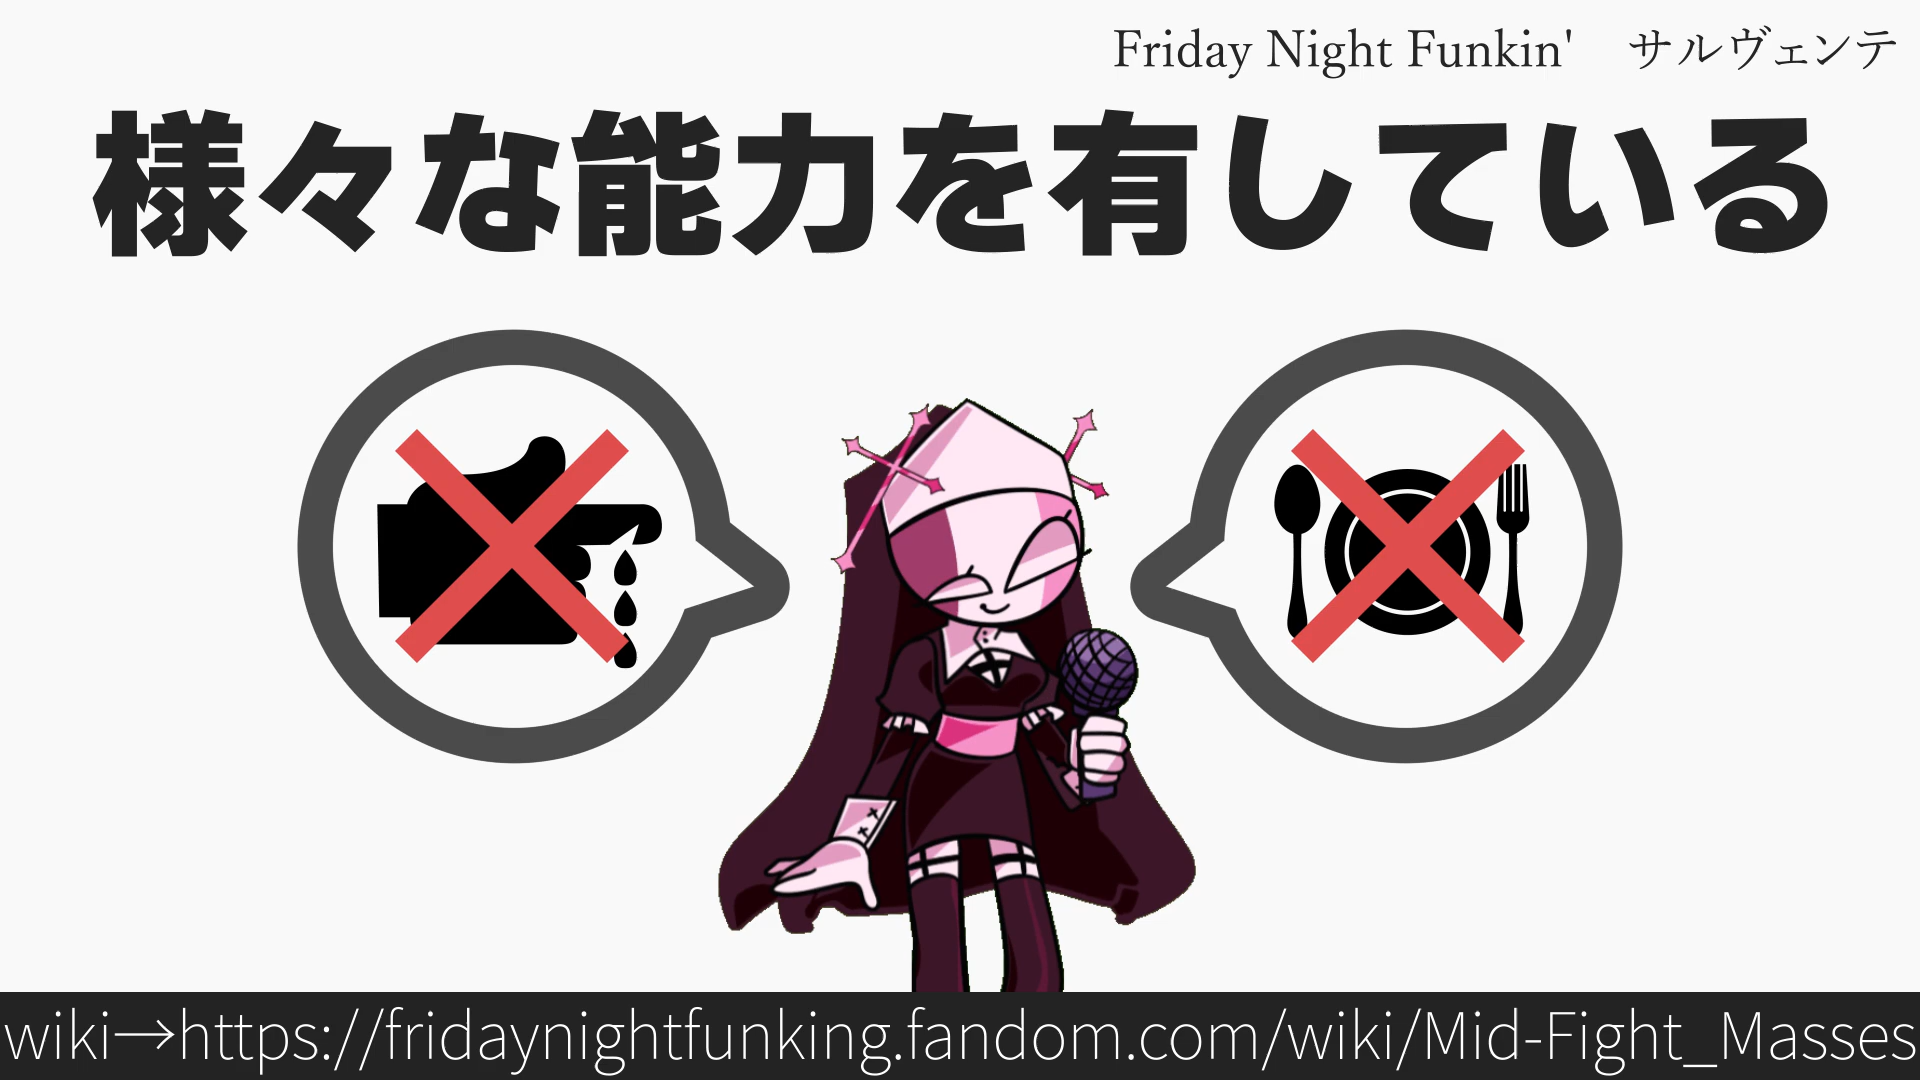 Friday Night Funkin'　サルヴェンテ
様々な能力を有している
wiki→https://fridaynightfunking.fandom.com/wiki/Mid-Fight_Masses